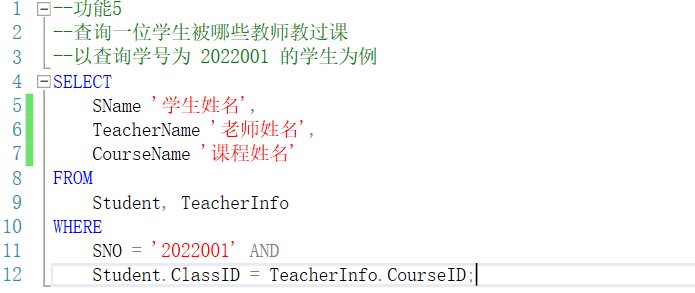 1 --功能5
2 --查询一位学生被哪些教师教过课
3 --以查询学号为 2022001 的学生为例
4 SELECT
5 SName '学生姓名',
6 TeacherName '老师姓名',
7 CourseName '课程姓名'
8 FROM
9 Student, TeacherInfo
10 WHERE
11 SNO = '2022001' AND
12 Student.ClassID = TeacherInfo.CourseID;